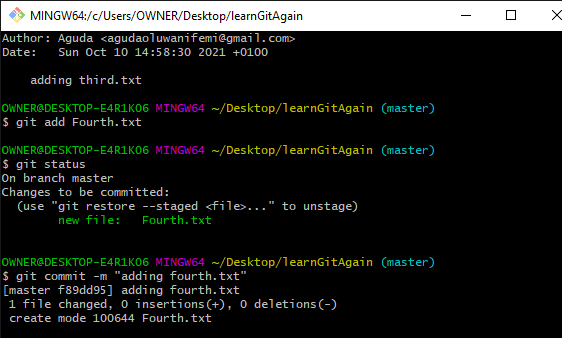 MINGW64:/c/Users/OWNER/Desktop/learnGitAgain
Author: Aguda <agudaoluwanifemi@gmail.com>
Date:   Sun Oct 10 14:58:30 2021 +0100
    adding third.txt
OWNER@DESKTOP-E4R1KO6 MINGW64 ~/Desktop/learnGitAgain (master)
$ git add Fourth.txt
OWNER@DESKTOP-E4R1KO6 MINGW64 ~/Desktop/learnGitAgain (master)
$ git status
On branch master
Changes to be committed:
  (use "git restore --staged <file>..." to unstage)
        new file:   Fourth.txt
OWNER@DESKTOP-E4R1KO6 MINGW64 ~/Desktop/learnGitAgain (master)
$ git commit -m "adding fourth.txt"
[master f89dd95] adding fourth.txt
 1 file changed, 0 insertions(+), 0 deletions(-)
 create mode 100644 Fourth.txt